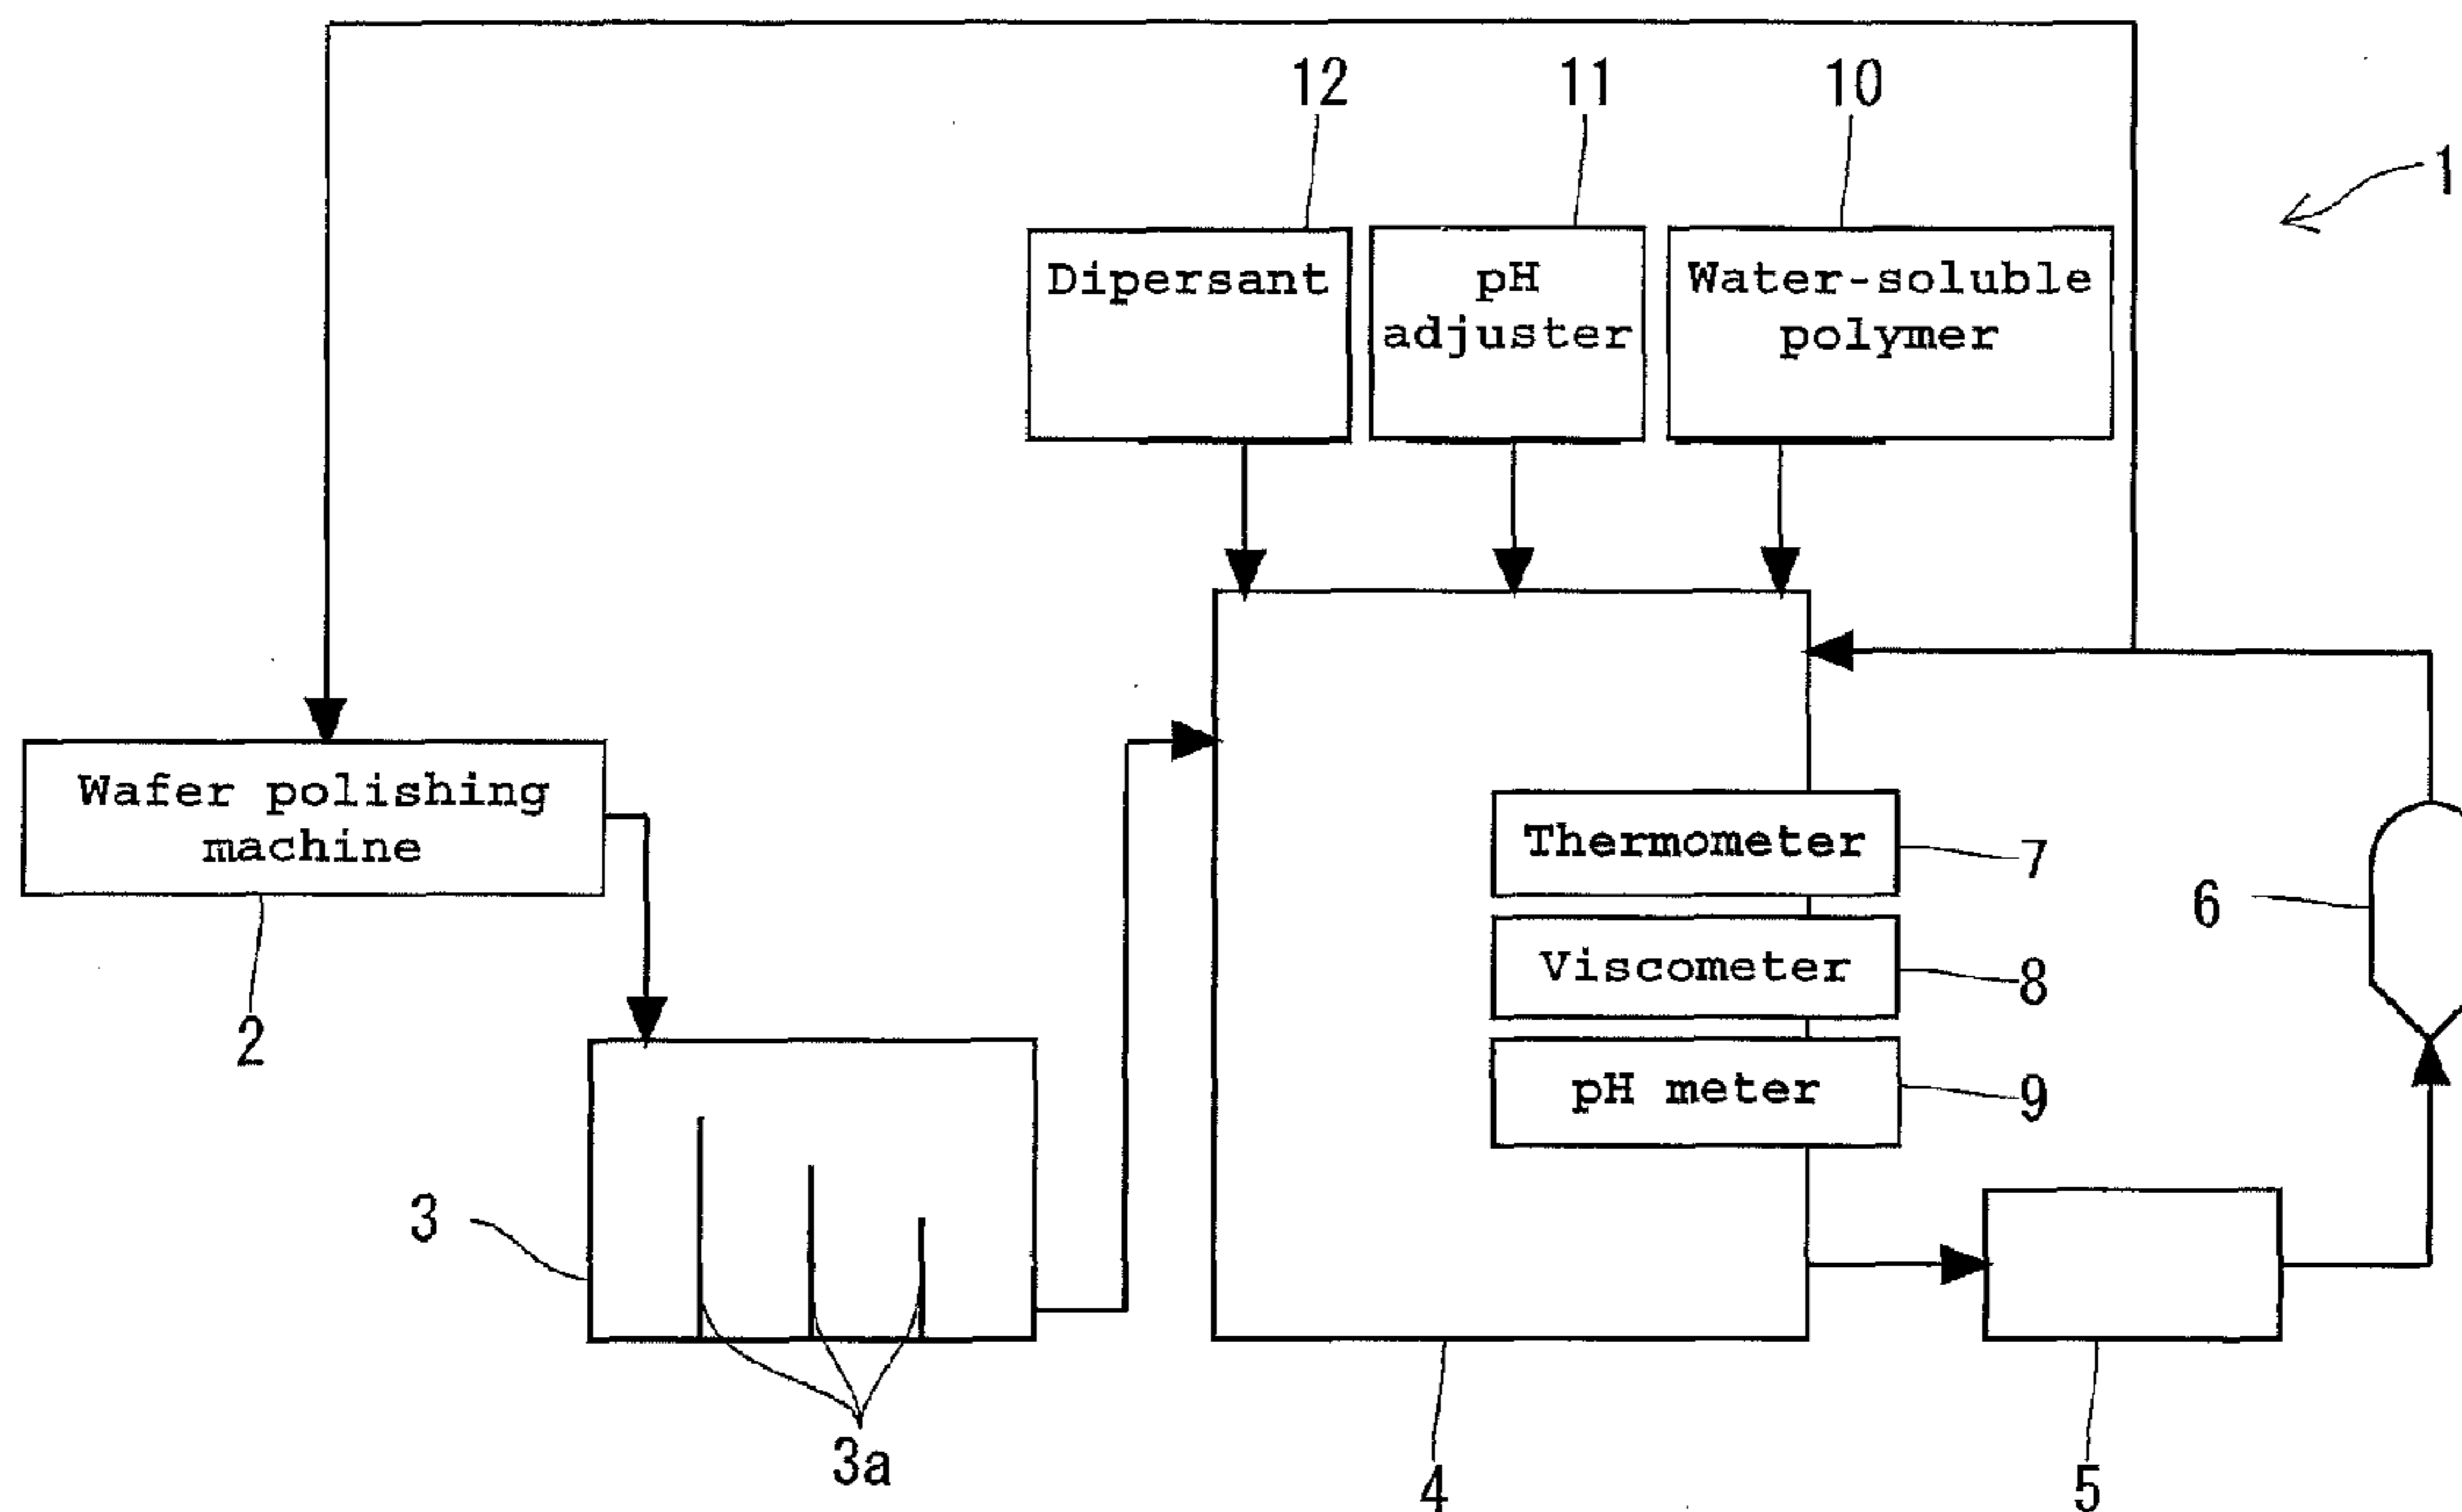 12
11
10
1
Dipersant
pH
adjuster
Water-soluble
polymer
Wafer polishing
machine
Thermometer
7
6
Viscometer
8
2
pH meter
9
3
3a
4
5